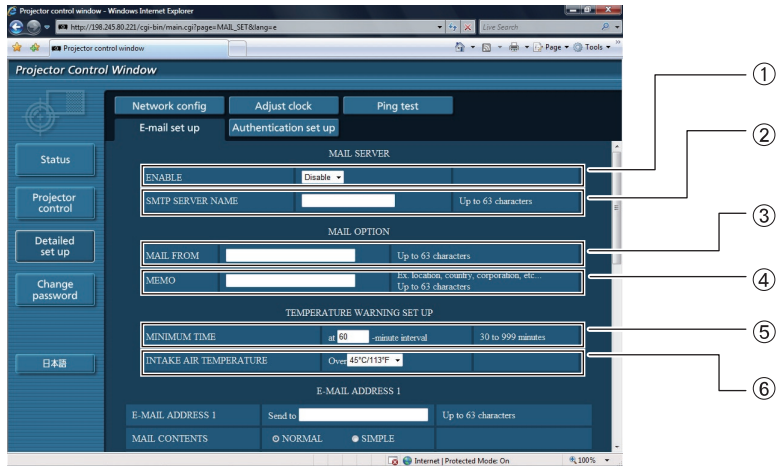 Projector control window - Windows Internet Explorer
http://198.245.80.221/cgi-bin/main.cgi?page=MAIL_SET&lang=e
Live Search
Projector control window
Page
Tools
Projector Control Window
Network config
Adjust clock
Ping test
E-mail set up
Authentication set up
Status
Projector control
Detailed set up
Change password
日本語
MAIL SERVER
ENABLE
Disable
SMTP SERVER NAME
Up to 63 characters
MAIL OPTION
MAIL FROM
Up to 63 characters
MEMO
Ex. location, country, corporation, etc...
Up to 63 characters
TEMPERATURE WARNING SET UP
MINIMUM TIME
at 60 -minute interval
30 to 999 minutes
INTAKE AIR TEMPERATURE
Over 45°C/113°F
E-MAIL ADDRESS 1
E-MAIL ADDRESS 1
Send to
Up to 63 characters
MAIL CONTENTS
NORMAL
SIMPLE
Internet | Protected Mode: On
100%
①
②
③
④
⑤
⑥